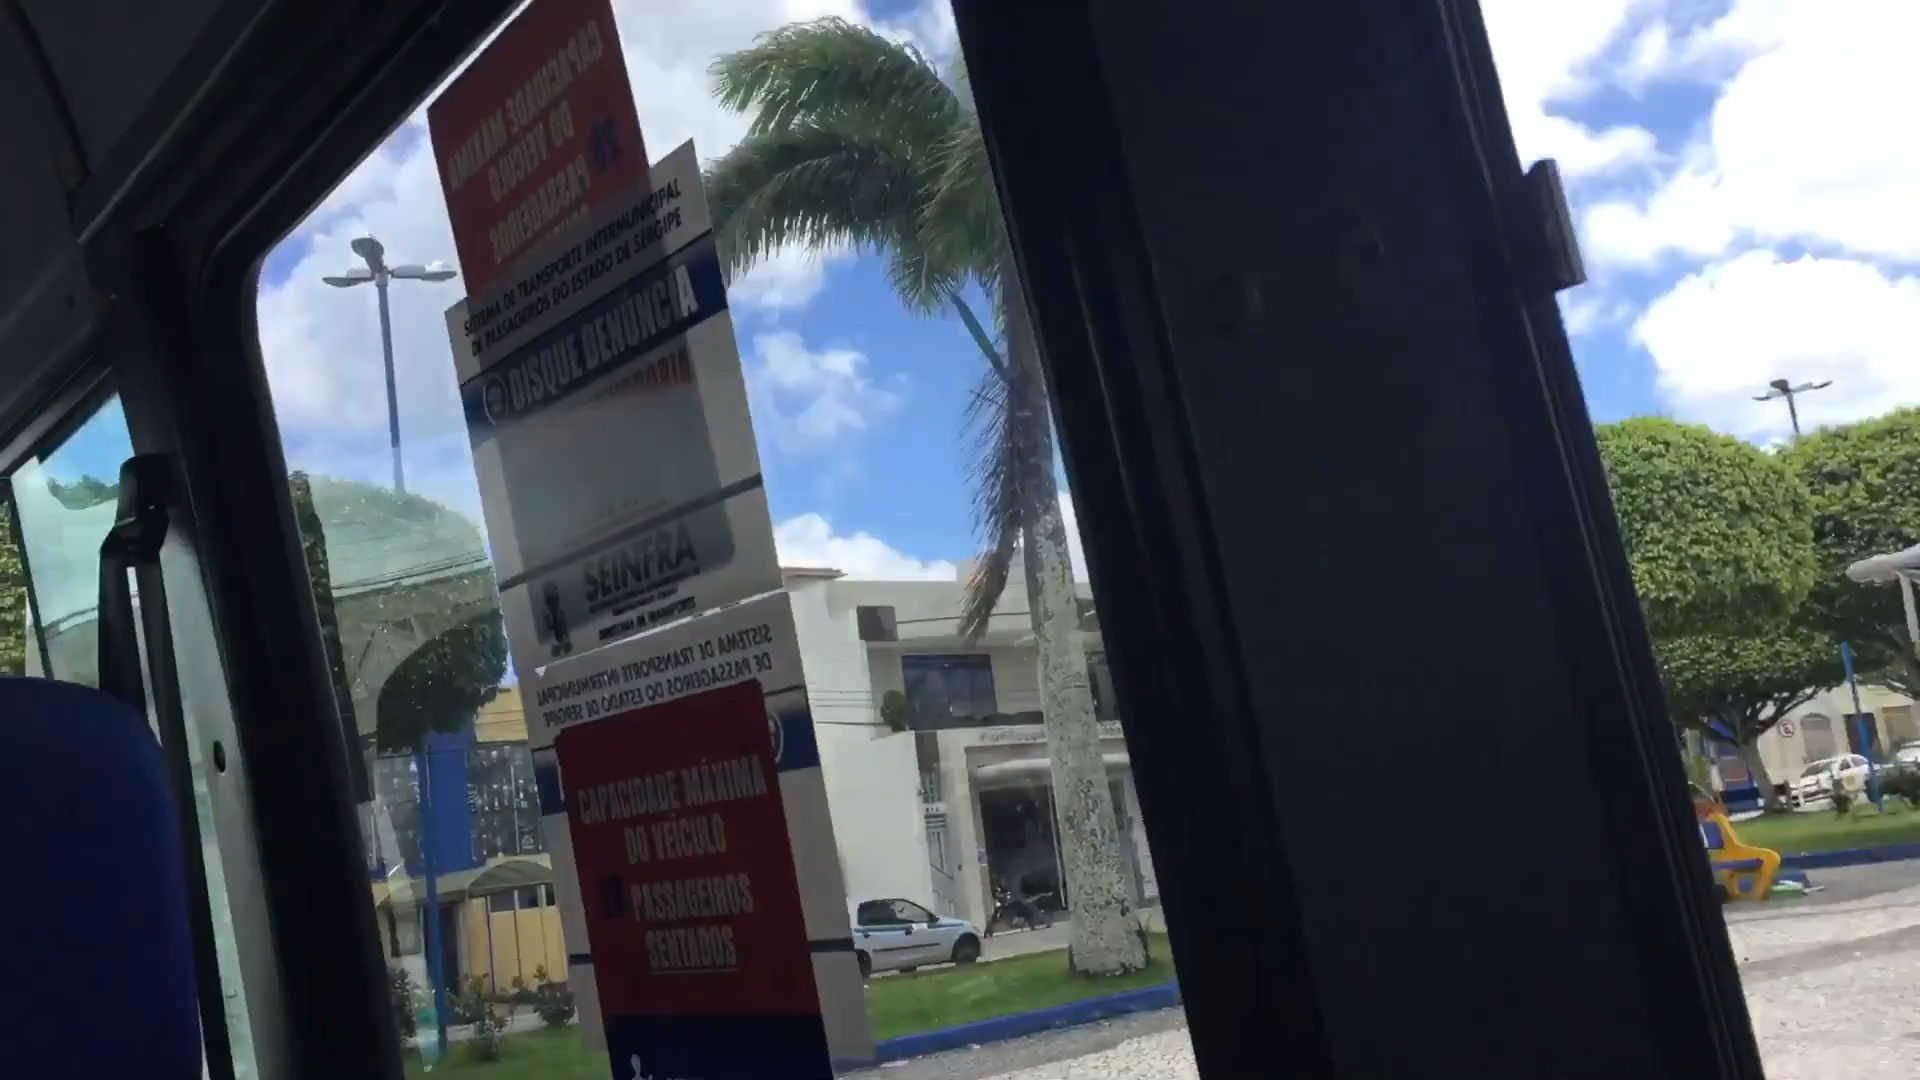 CAPACIDADE MÁXIMA
DO VEÍCULO
PASSAGEIROS
SISTEMA DE TRANSPORTE INTERMUNICIPAL
DE PASSAGEIROS DO ESTADO DE SERGIPE
DISQUE DENÚNCIA
SEINFRA
SISTEMA DE TRANSPORTE INTERMUNICIPAL
DE PASSAGEIROS DO ESTADO DE SERGIPE
CAPACIDADE MÁXIMA
DO VEÍCULO
PASSAGEIROS
SENTADOS